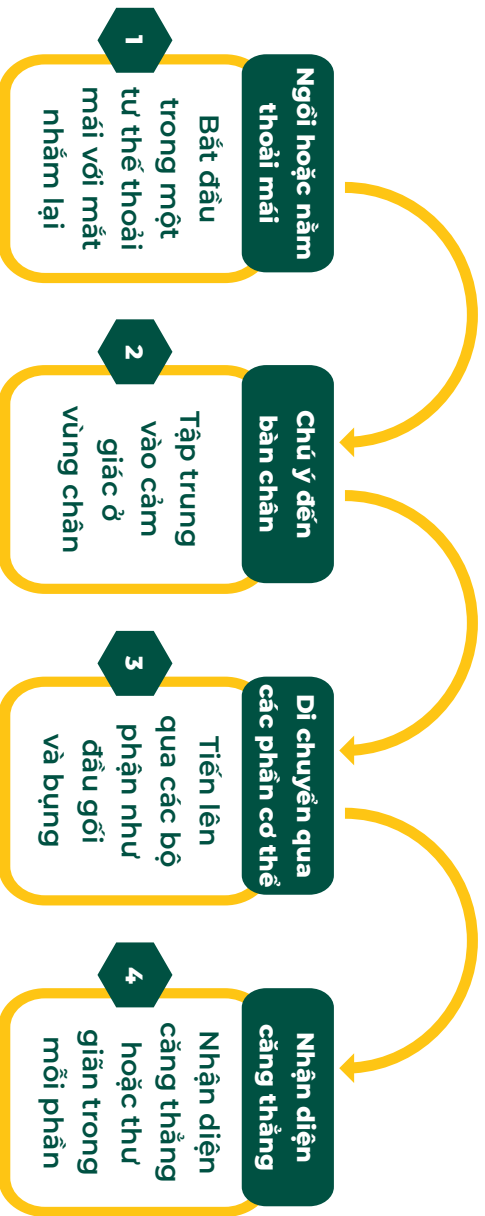 1
Ngồi hoặc nằm
thoải mái
Bắt đầu
trong một
tư thế thoải
mái với mắt
nhắm lại
2
Chú ý đến
bàn chân
Tập trung
vào cảm
giác ở
vùng chân
3
Di chuyển qua
các phần cơ thể
Tiến lên
qua các bộ
phận như
đầu gối
và bụng
4
Nhận diện
căng thẳng
Nhận diện
căng thẳng
hoặc thư
giãn trong
mỗi phần